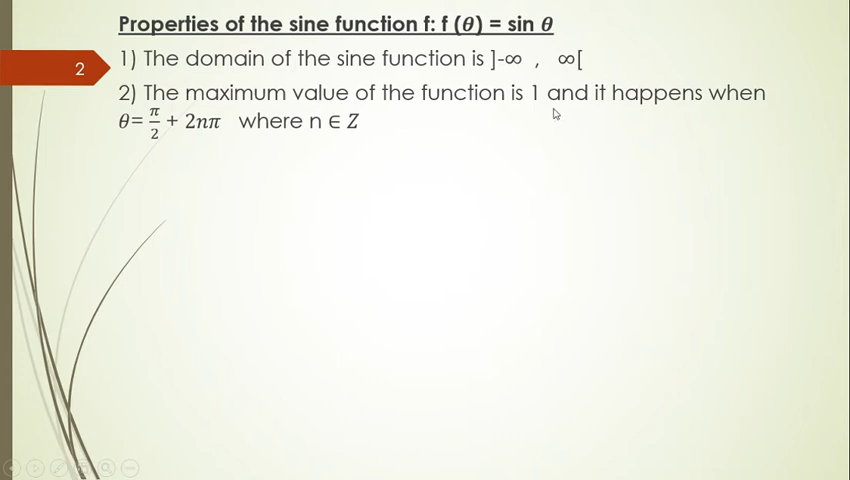 Properties of the sine function f: f (𝜃) = sin 𝜃
1) The domain of the sine function is ]-∞ , ∞[
2
2) The maximum value of the function is 1 and it happens when
𝜃= 𝜋/2 + 2𝑛𝜋 where n ∈ 𝑍